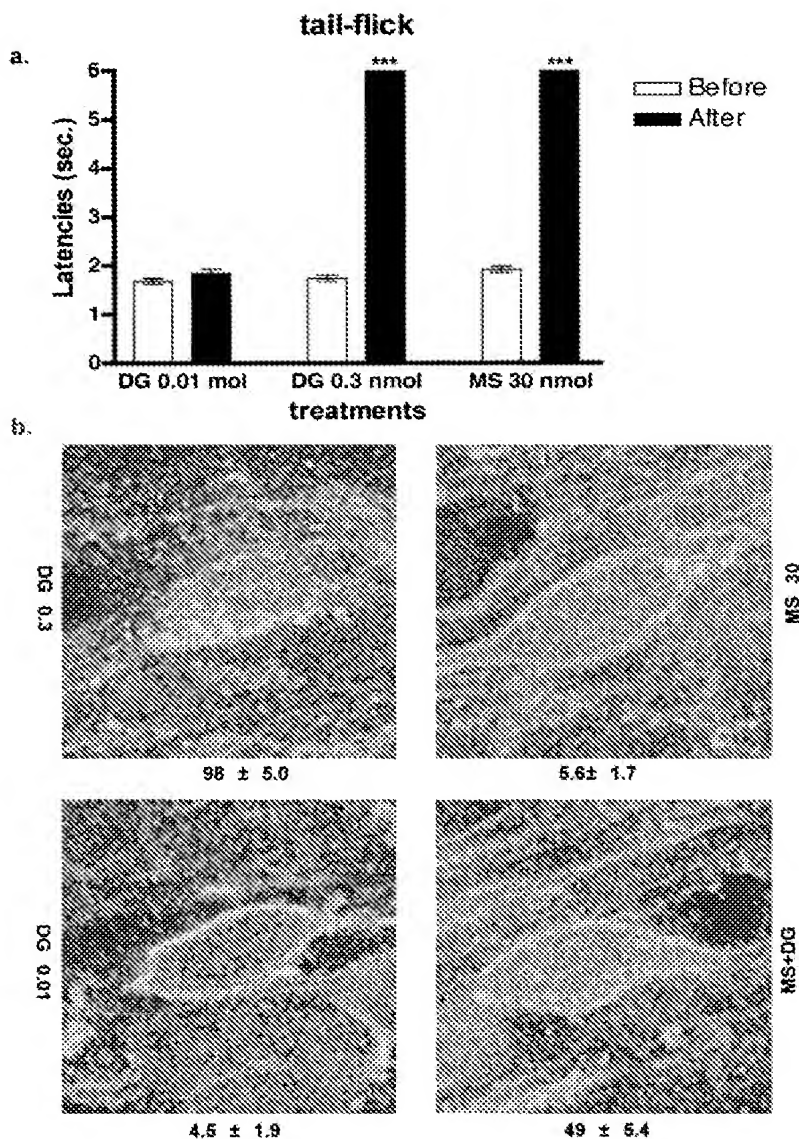 tail-flick
a.
6
5
4
3
2
1
0
Latencies (sec.)
***
***
Before
After
DG 0.01 mol
DG 0.3 nmol
MS 30 nmol
treatments
b.
DG 0.3
MS 30
98 ± 5.0
5.6± 1.7
DG 0.01
MS+DG
4.5 ± 1.9
49 ± 5.4